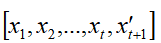 [x₁, x₂, ..., xₜ, x′ₜ₊₁]